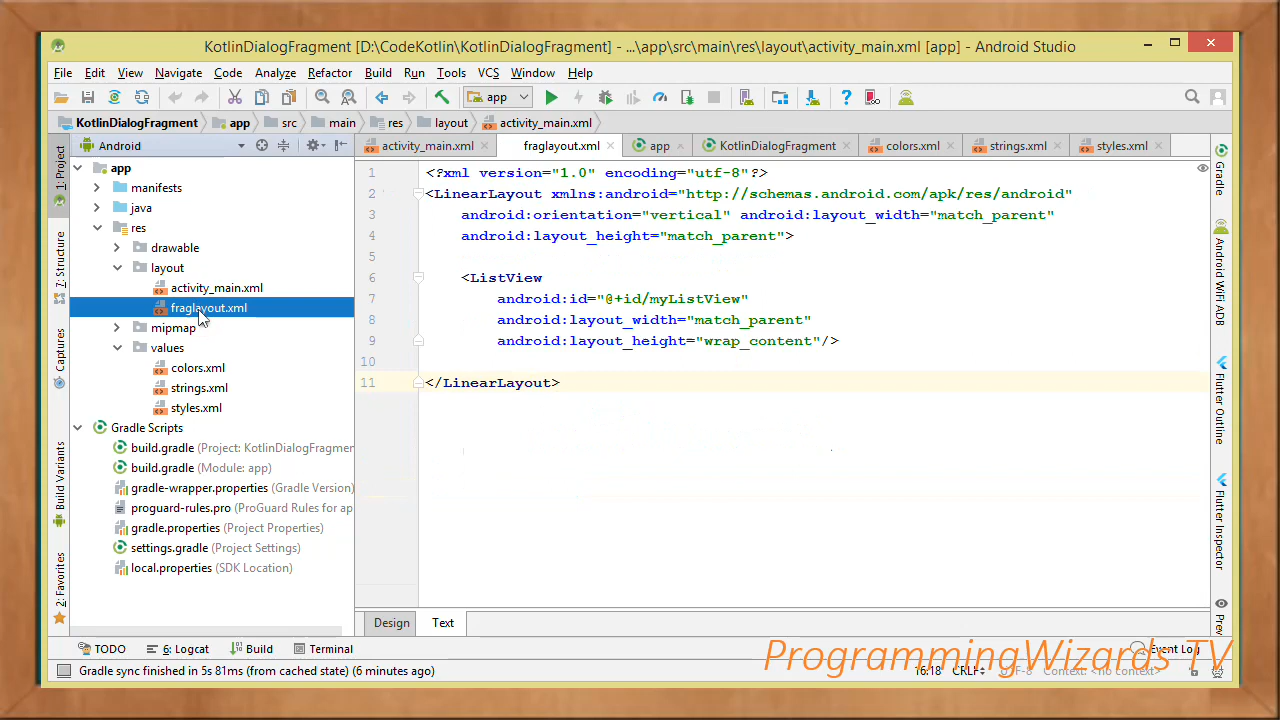 KotlinDialogFragment [D:\CodeKotlin\KotlinDialogFragment] - ...\app\src\main\res\layout\activity_main.xml [app] - Android Studio
File Edit View Navigate Code Analyze Refactor Build Run Tools VCS Window Help
app
KotlinDialogFragment app src main res layout activity_main.xml
Android
activity_main.xml fraglayout.xml app KotlinDialogFragment colors.xml strings.xml styles.xml
1: Project
7: Structure
Captures
Build Variants
2: Favorites
app
manifests
java
res
drawable
layout
activity_main.xml
fraglayout.xml
mipmap
values
colors.xml
strings.xml
styles.xml
Gradle Scripts
build.gradle (Project: KotlinDialogFragmen
build.gradle (Module: app)
gradle-wrapper.properties (Gradle Version)
proguard-rules.pro (ProGuard Rules for ap
gradle.properties (Project Properties)
settings.gradle (Project Settings)
local.properties (SDK Location)
1 <?xml version="1.0" encoding="utf-8"?>
2 <LinearLayout xmlns:android="http://schemas.android.com/apk/res/android"
3 android:orientation="vertical" android:layout_width="match_parent"
4 android:layout_height="match_parent">
5
6 <ListView
7 android:id="@+id/myListView"
8 android:layout_width="match_parent"
9 android:layout_height="wrap_content"/>
10
11 </LinearLayout>
Gradle
Android WiFi ADB
Flutter Outline
Flutter Inspector
Prev
Design Text
TODO 6: Logcat Build Terminal Event Log
ProgrammingWizards TV
Gradle sync finished in 5s 81ms (from cached state) (6 minutes ago) 16:18 CRLF UTF-8 Context: <no context>